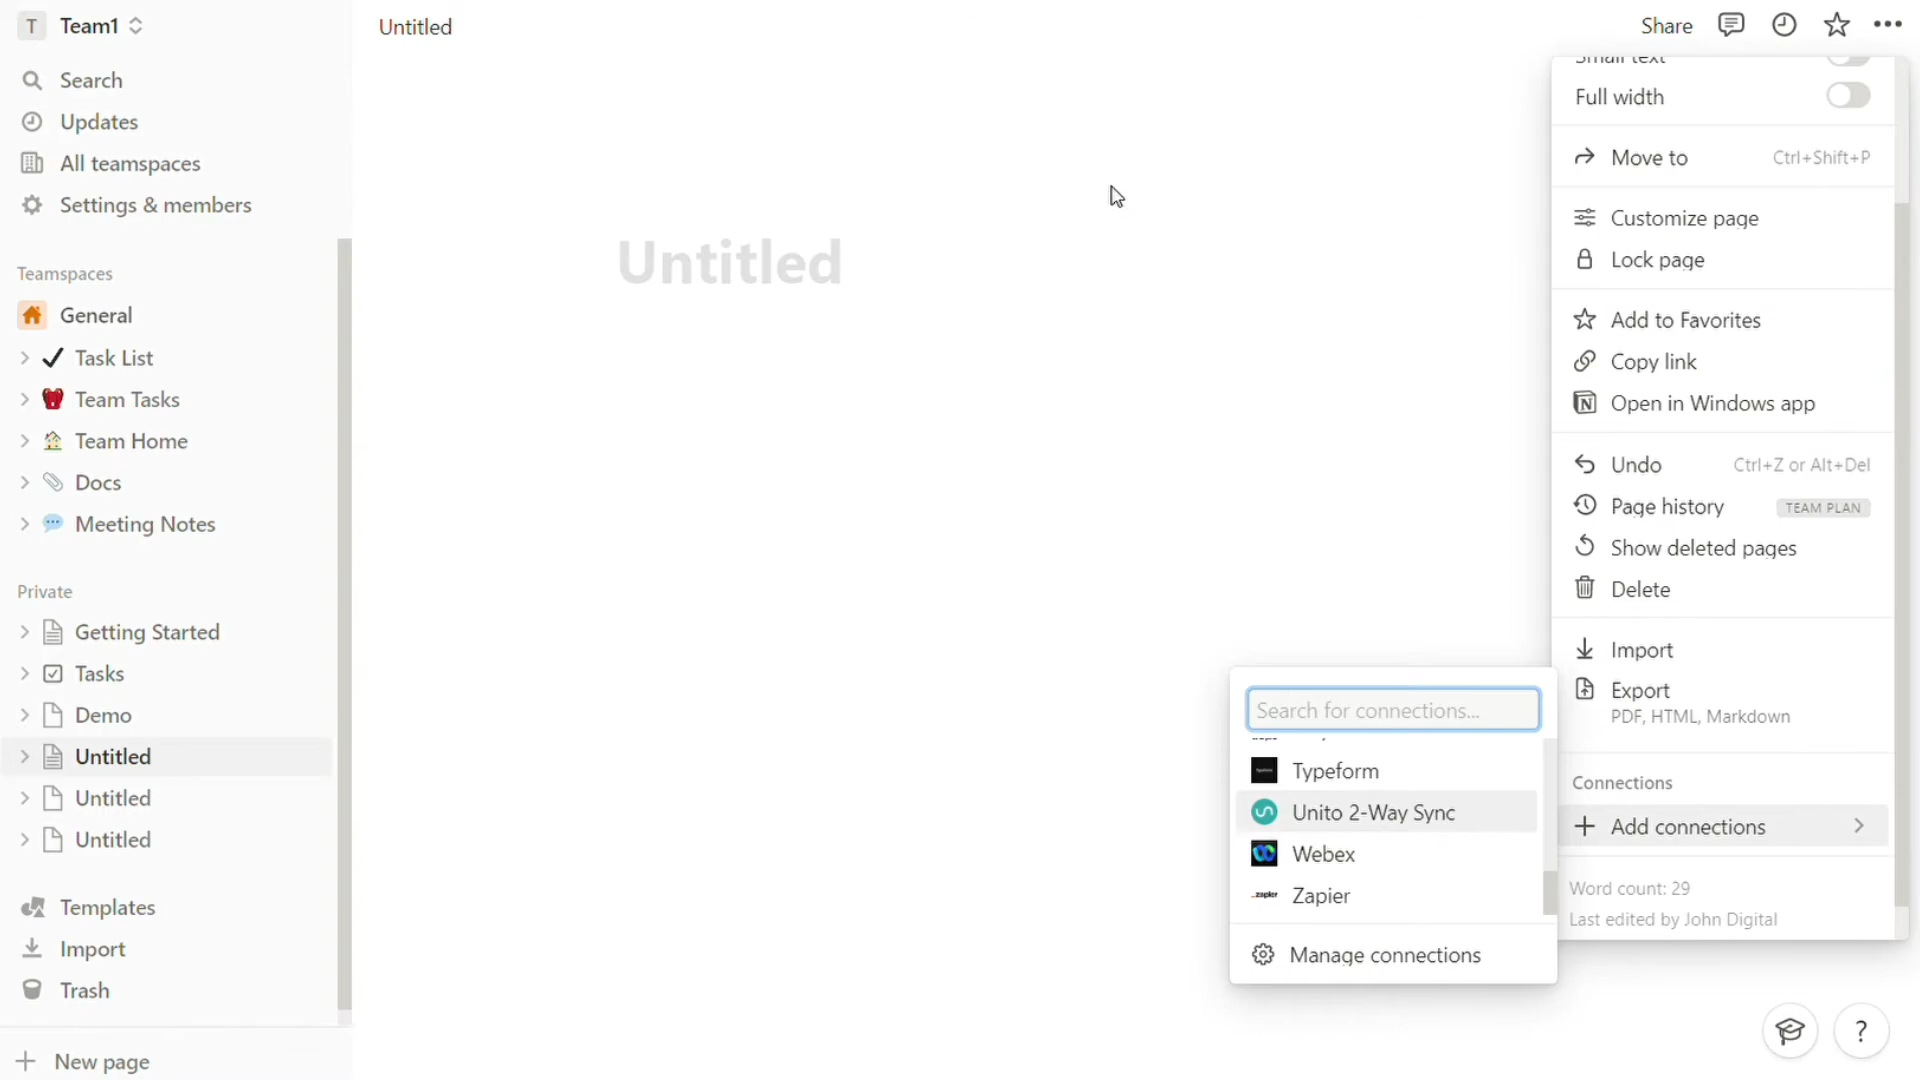 T Team1
Search
Updates
All teamspaces
Settings & members
Teamspaces
General
Task List
Team Tasks
Team Home
Docs
Meeting Notes
Private
Getting Started
Tasks
Demo
Untitled
Untitled
Untitled
Templates
Import
Trash
New page
Untitled
Share
Untitled
Small text
Full width
Move to Ctrl+Shift+P
Customize page
Lock page
Add to Favorites
Copy link
Open in Windows app
Undo Ctrl+Z or Alt+Del
Page history TEAM PLAN
Show deleted pages
Delete
Import
Export
PDF, HTML, Markdown
Connections
Add connections
Word count: 29
Last edited by John Digital
Search for connections...
Typeform
Unito 2-Way Sync
Webex
zapier Zapier
Manage connections
?